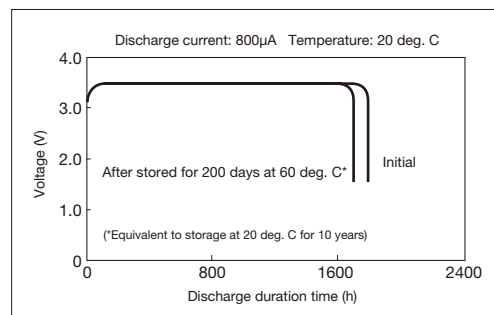 Discharge current: 800μA Temperature: 20 deg. C
4.0
3.0
2.0
1.0
0
Voltage (V)
After stored for 200 days at 60 deg. C*
Initial
(*Equivalent to storage at 20 deg. C for 10 years)
0 800 1600 2400
Discharge duration time (h)